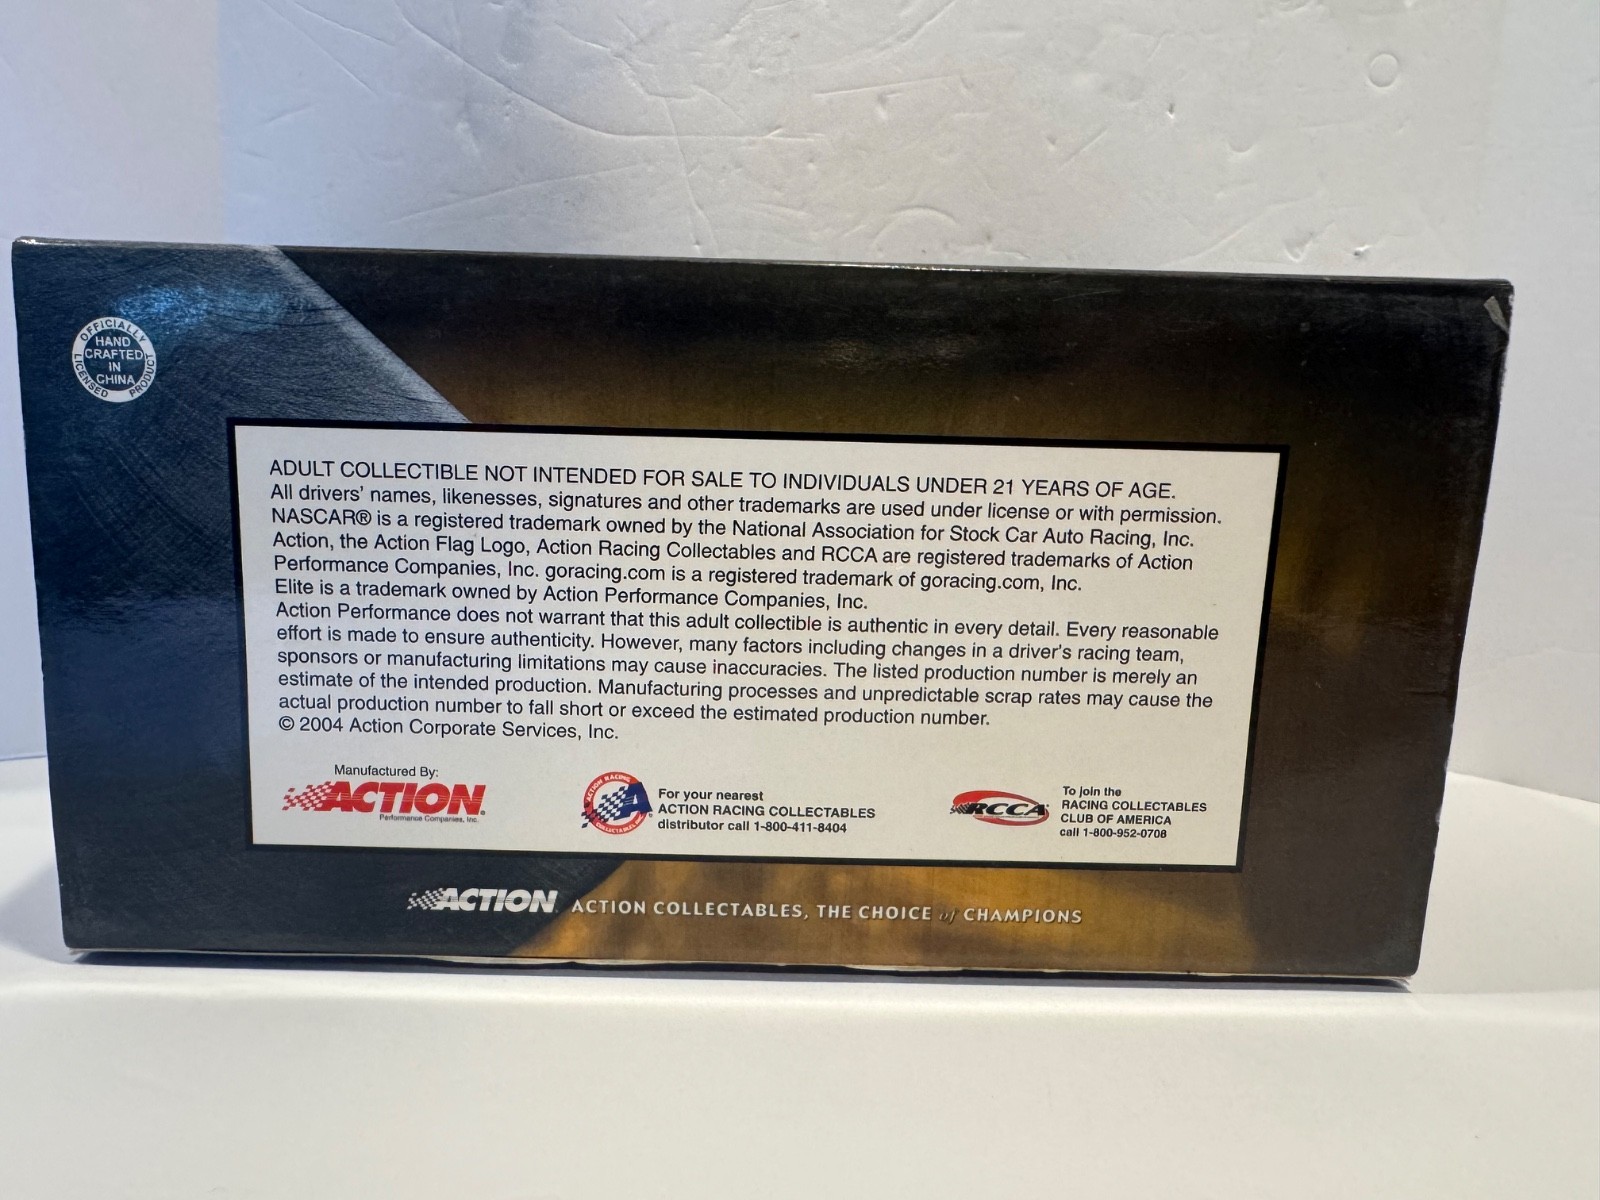 OFFICIALLY LICENSED PRODUCT
HAND
CRAFTED
IN
CHINA
ADULT COLLECTIBLE NOT INTENDED FOR SALE TO INDIVIDUALS UNDER 21 YEARS OF AGE.
All drivers' names, likenesses, signatures and other trademarks are used under license or with permission.
NASCAR® is a registered trademark owned by the National Association for Stock Car Auto Racing, Inc.
Action, the Action Flag Logo, Action Racing Collectables and RCCA are registered trademarks of Action
Performance Companies, Inc. goracing.com is a registered trademark of goracing.com, Inc.
Elite is a trademark owned by Action Performance Companies, Inc.
Action Performance does not warrant that this adult collectible is authentic in every detail. Every reasonable
effort is made to ensure authenticity. However, many factors including changes in a driver's racing team,
sponsors or manufacturing limitations may cause inaccuracies. The listed production number is merely an
estimate of the intended production. Manufacturing processes and unpredictable scrap rates may cause the
actual production number to fall short or exceed the estimated production number.
© 2004 Action Corporate Services, Inc.
Manufactured By:
ACTION®
Performance Companies, Inc.
ACTION RACING
A
COLLECTABLES, INC.
For your nearest
ACTION RACING COLLECTABLES
distributor call 1-800-411-8404
RCCA
To join the
RACING COLLECTABLES
CLUB OF AMERICA
call 1-800-952-0708
ACTION ACTION COLLECTABLES, THE CHOICE of CHAMPIONS